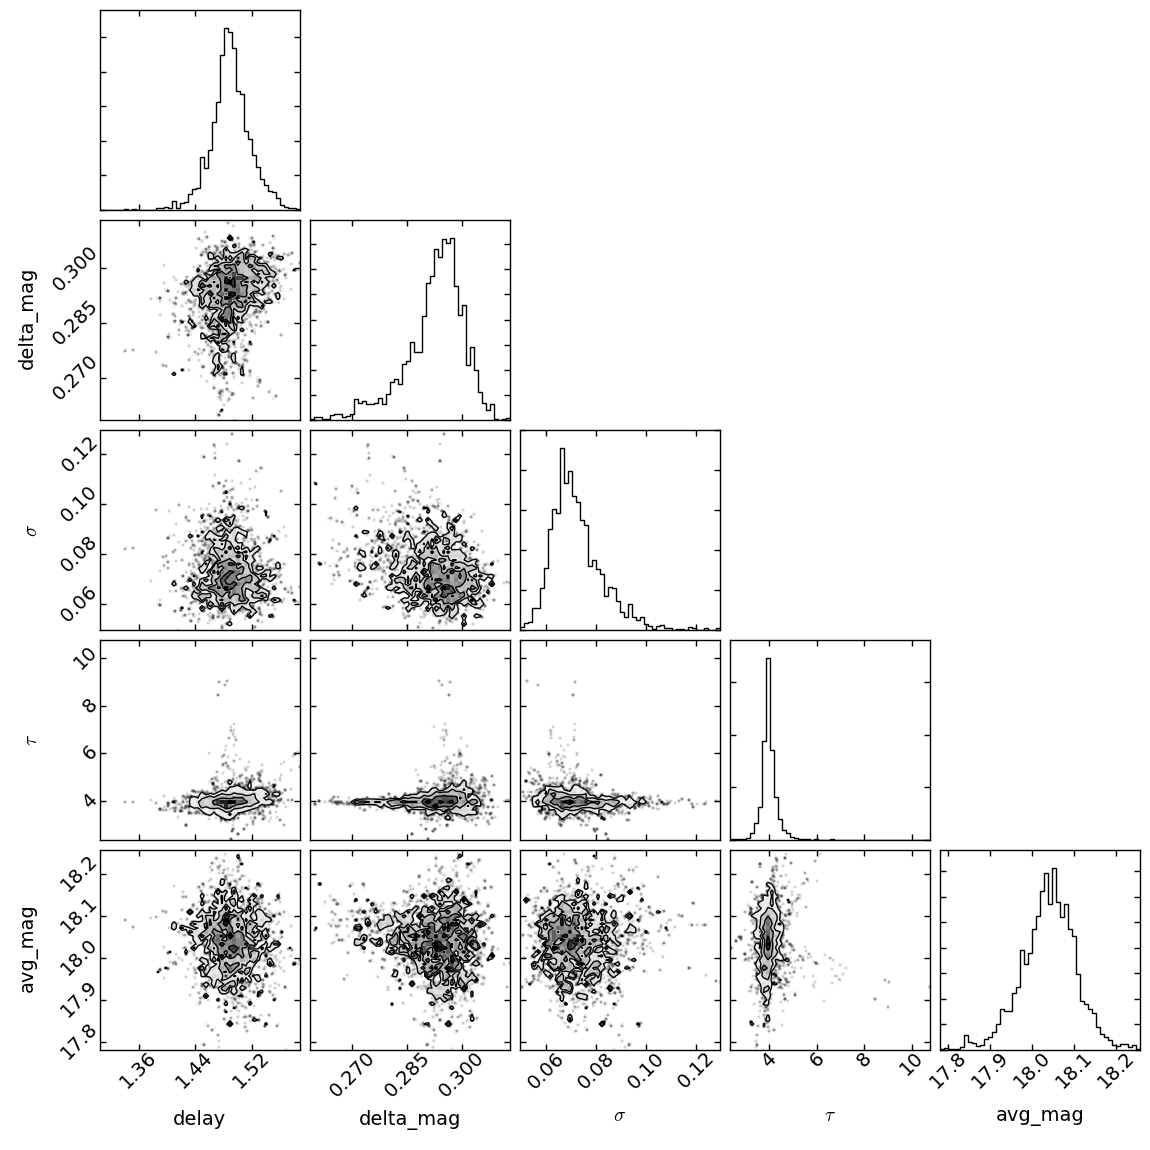 0.300
0.285
0.270
delta_mag
0.12
0.10
0.08
0.06
σ
10
8
6
4
τ
18.2
18.1
18.0
17.9
17.8
avg_mag
1.36 1.44 1.52
0.270 0.285 0.300
0.06 0.08 0.10 0.12
4 6 8 10
17.8 17.9 18.0 18.1 18.2
delay delta_mag σ τ avg_mag